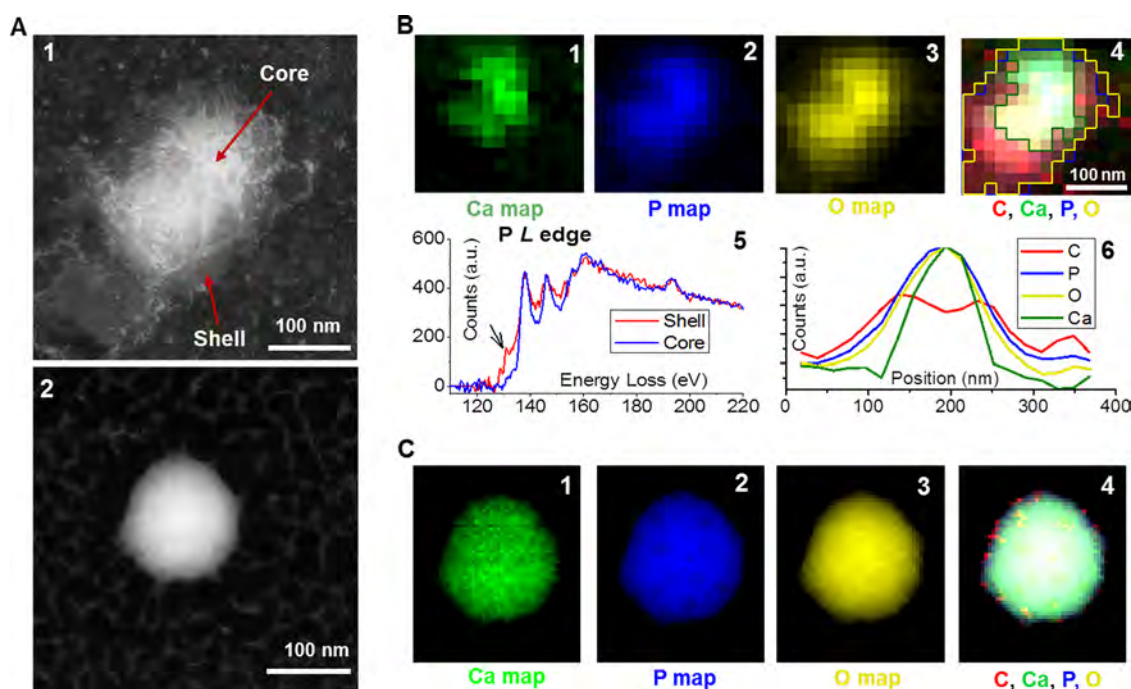 A
1
Core
Shell
100 nm
2
100 nm
B
1
2
3
4
100 nm
Ca map
P map
O map
C, Ca, P, O
P L edge
5
600
400
200
0
Counts (a.u.)
Shell
Core
Energy Loss (eV)
120 140 160 180 200 220
6
C
P
O
Ca
Counts (a.u.)
Position (nm)
0 100 200 300 400
C
1
2
3
4
Ca map
P map
O map
C, Ca, P, O